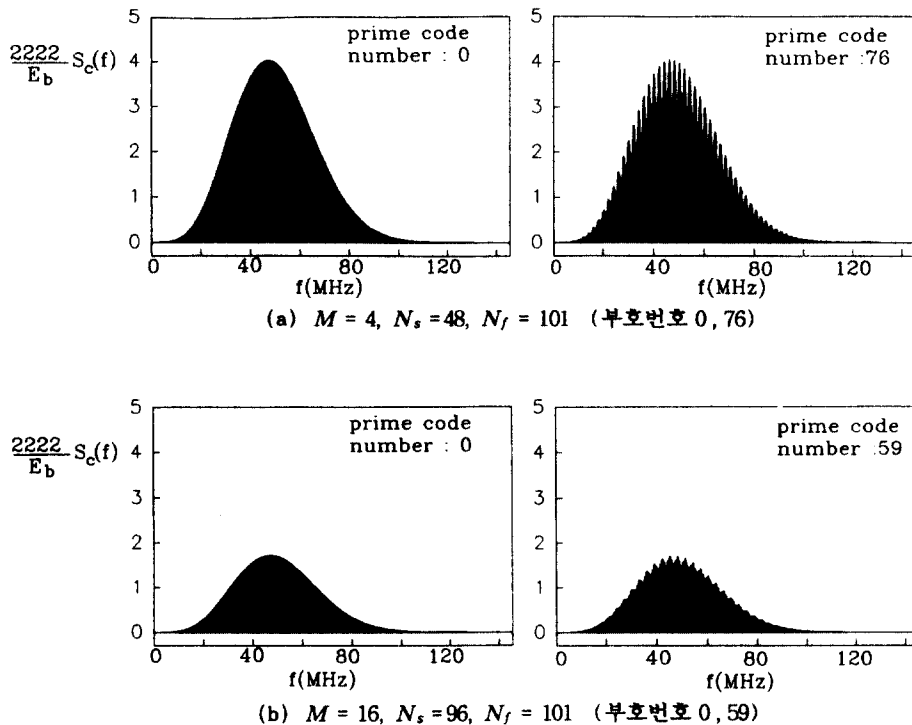 5
4
3
2
1
0
2222
E_b S_c(f)
prime code
number : 0
0 40 80 120
f(MHz)
5
4
3
2
1
0
prime code
number :76
0 40 80 120
f(MHz)
(a) M = 4, N_s =48, N_f = 101 (부호번호 0, 76)
5
4
3
2
1
0
2222
E_b S_c(f)
prime code
number : 0
0 40 80 120
f(MHz)
5
4
3
2
1
0
prime code
number :59
0 40 80 120
f(MHz)
(b) M = 16, N_s =96, N_f = 101 (부호번호 0, 59)